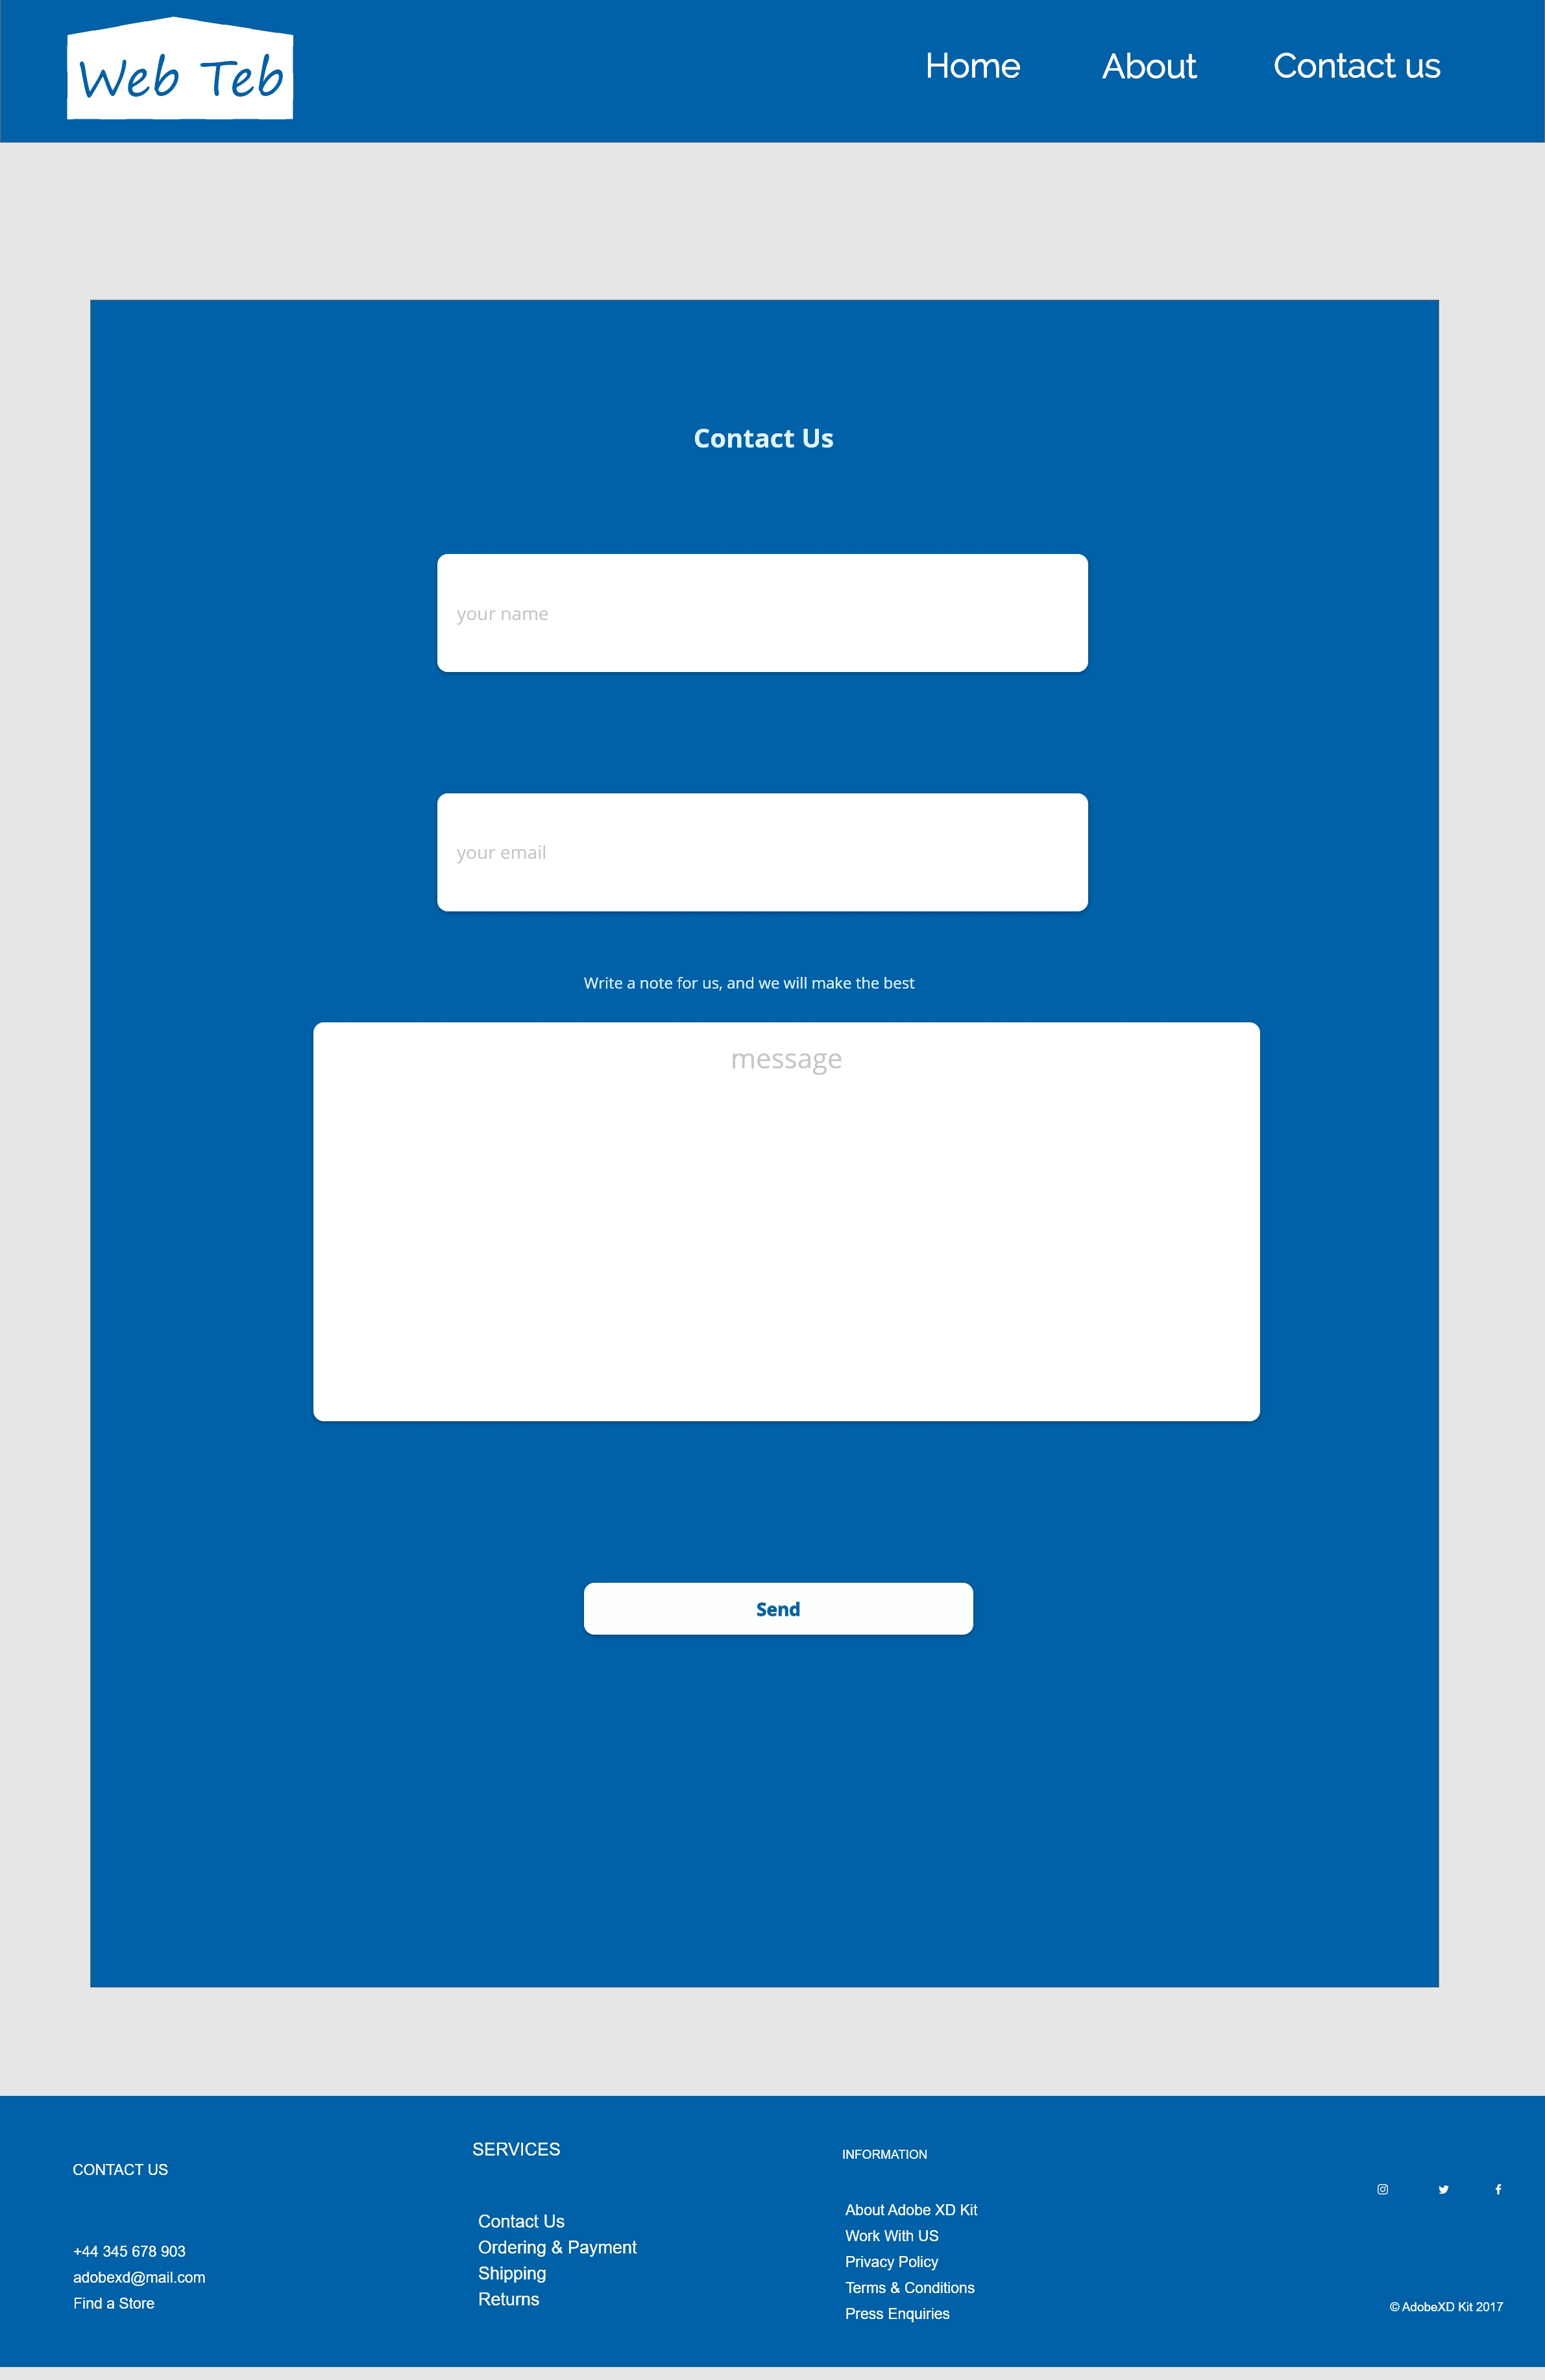 Web Teb
Home About Contact us
Contact Us
your name
your email
Write a note for us, and we will make the best
message
Send
CONTACT US
+44 345 678 903
adobexd@mail.com
Find a Store
SERVICES
Contact Us
Ordering & Payment
Shipping
Returns
INFORMATION
About Adobe XD Kit
Work With US
Privacy Policy
Terms & Conditions
Press Enquiries
© AdobeXD Kit 2017